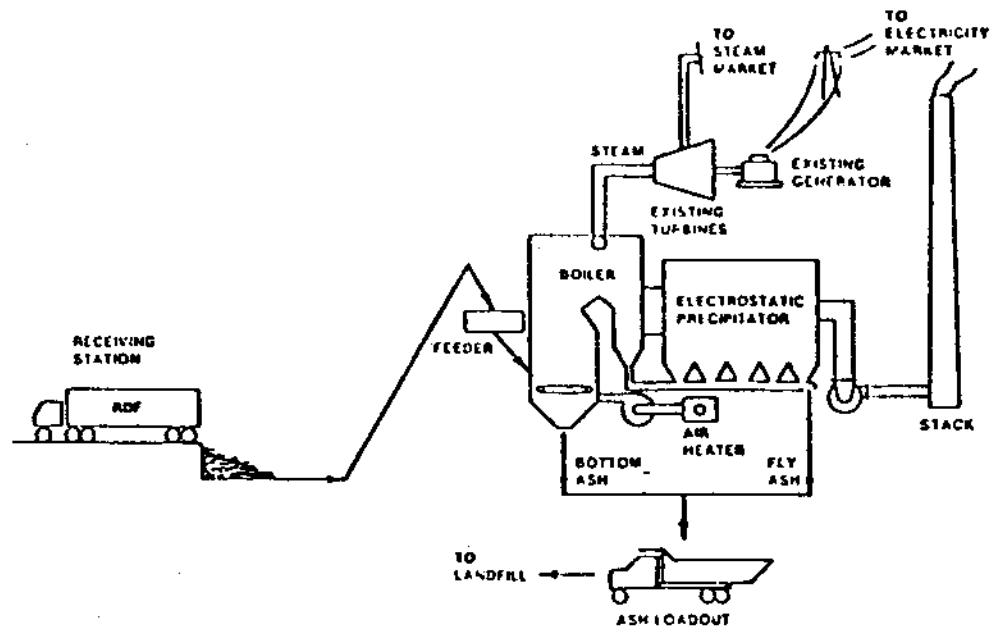 TO
STEAM
MARKET
TO
ELECTRICITY
MARKET
STEAM
EXISTING
GENERATOR
EXISTING
TURBINES
BOILER
ELECTROSTATIC
PRECIPITATOR
RECEIVING
STATION
FEEDER
RDF
AIR
HEATER
STACK
BOTTOM
ASH
FLY
ASH
TO
LANDFILL
ASH LOADOUT